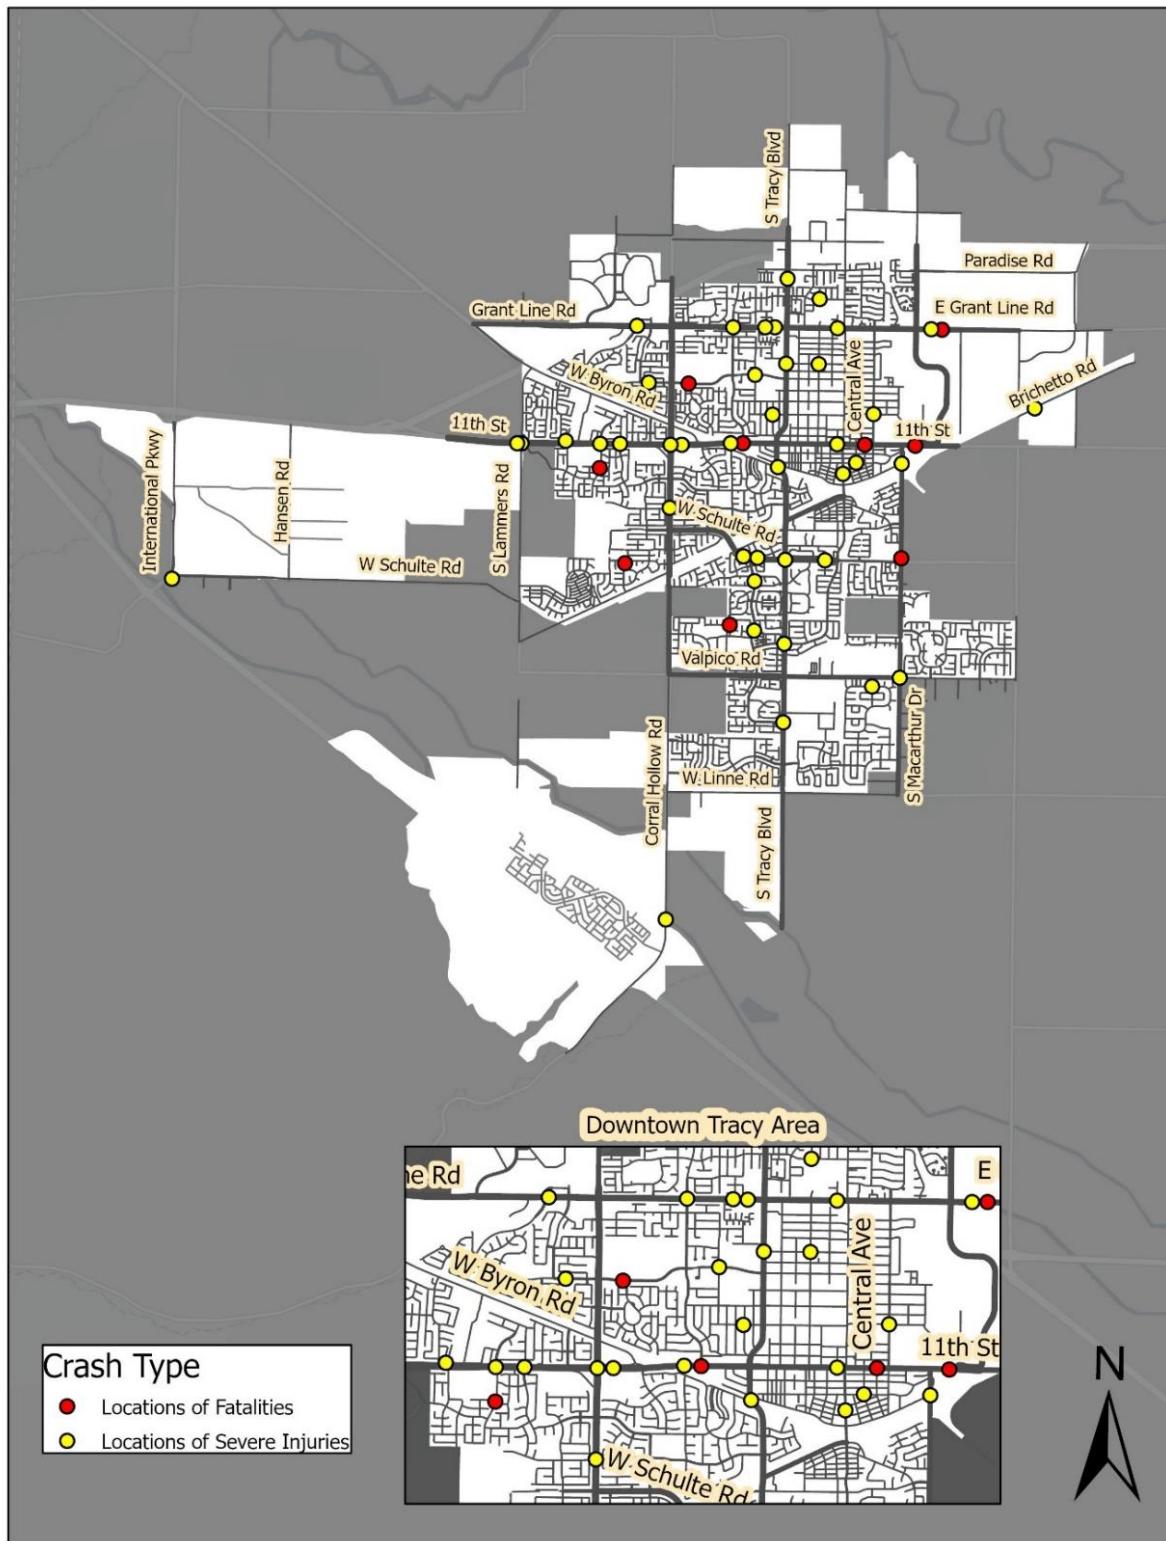 S Tracy Blvd
Paradise Rd
Grant Line Rd
E Grant Line Rd
W Byron Rd
Central Ave
Brichetto Rd
11th St
11th St
International Pkwy
Hansen Rd
S Lammers Rd
W Schulte Rd
W Schulte Rd
Valpico Rd
Corral Hollow Rd
W Linne Rd
S Macarthur Dr
S Tracy Blvd
Downtown Tracy Area
ne Rd
E
W Byron Rd
Central Ave
11th St
W Schulte Rd
Crash Type
Locations of Fatalities
Locations of Severe Injuries
N